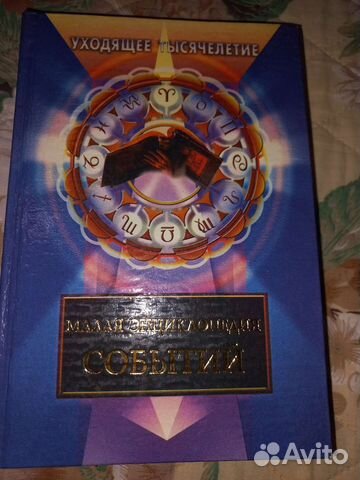 УХОДЯЩЕЕ ТЫСЯЧЕЛЕТИЕ
МАЛАЯ ЭНЦИКЛОПЕДИЯ
СОБЫТИЙ
Avito